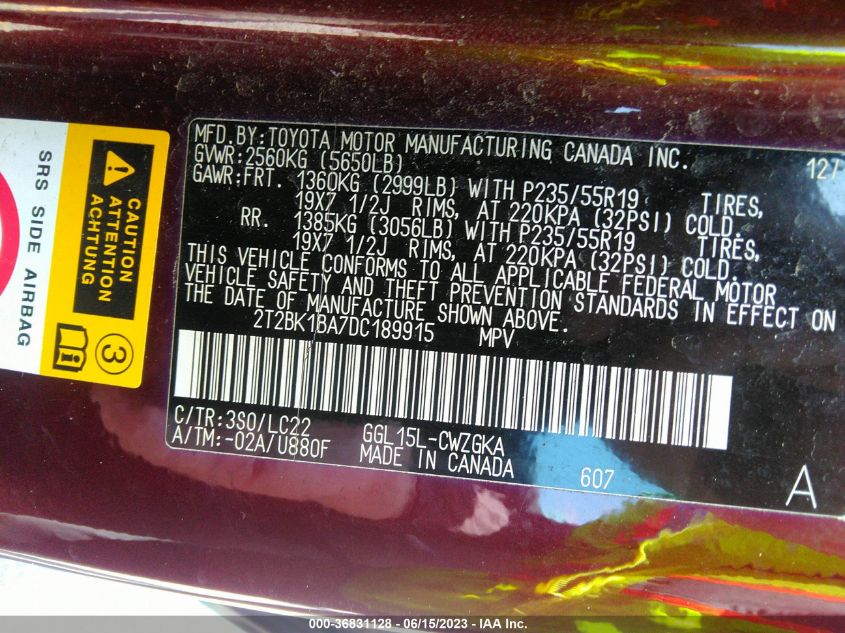 SRS SIDE AIRBAG
CAUTION
ATTENTION
ACHTUNG
i
3
MFD.BY:TOYOTA MOTOR MANUFACTURING CANADA INC. 12/
GVWR:2560KG (5650LB)
GAWR:FRT. 1360KG (2999LB) WITH P235/55R19 TIRES,
19X7 1/2J RIMS, AT 220KPA (32PSI) COLD.
RR. 1385KG (3056LB) WITH P235/55R19 TIRES,
19X7 1/2J RIMS, AT 220KPA (32PSI) COLD.
THIS VEHICLE CONFORMS TO ALL APPLICABLE FEDERAL MOTOR
VEHICLE SAFETY AND THEFT PREVENTION STANDARDS IN EFFECT ON
THE DATE OF MANUFACTURE SHOWN ABOVE.
2T2BK1BA7DC189915 MPV
C/TR:3S0/LC22 GGL15L-CWZGKA
A/TM:-02A/U880F MADE IN CANADA 607
A
000-36831128 - 06/15/2023 - IAA Inc.